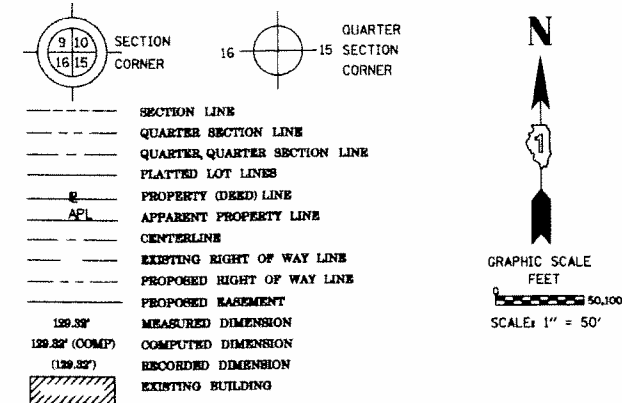 9 10 SECTION
16 15 CORNER
QUARTER
16 15 SECTION
CORNER
N
1
SECTION LINE
QUARTER SECTION LINE
QUARTER, QUARTER SECTION LINE
PLATTED LOT LINES
PROPERTY (DEED) LINE
APL APPARENT PROPERTY LINE
CENTERLINE
EXISTING RIGHT OF WAY LINE
PROPOSED RIGHT OF WAY LINE
PROPOSED EASEMENT
129.32' MEASURED DIMENSION
129.32' (COMP) COMPUTED DIMENSION
(129.32') RECORDED DIMENSION
EXISTING BUILDING
GRAPHIC SCALE
FEET
0 50,100
SCALE: 1" = 50'